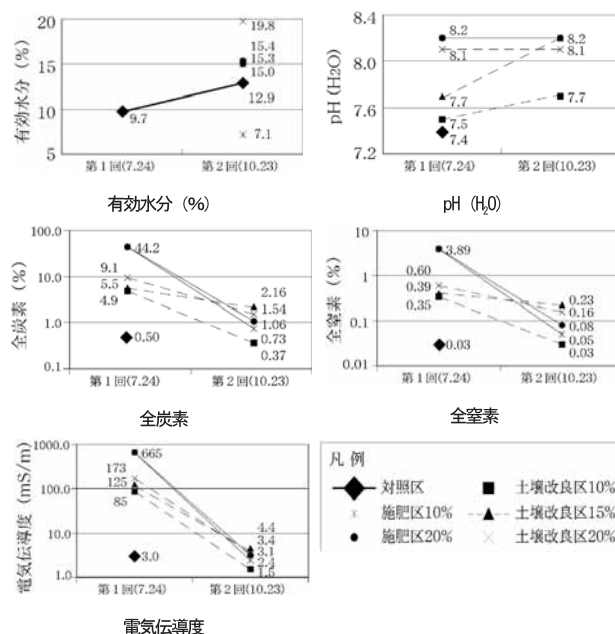 有効水分 (%)
20
15
10
5
19.8
15.4
15.3
15.0
12.9
9.7
7.1
第1回(7.24)
第2回(10.23)
有効水分（%）
pH (H2O)
8.4
8.0
7.6
7.2
8.2
8.1
7.7
7.5
7.4
8.2
8.1
7.7
第1回(7.24)
第2回(10.23)
pH（H₂O）
全炭素 (%)
100.0
10.0
1.0
0.1
44.2
9.1
5.5
4.9
0.50
2.16
1.54
1.06
0.73
0.37
第1回(7.24)
第2回(10.23)
全炭素
全窒素 (%)
10
1
0.1
0.01
3.89
0.60
0.39
0.35
0.03
0.23
0.16
0.08
0.05
0.03
第1回(7.24)
第2回(10.23)
全窒素
電気伝導度 (mS/m)
1000.0
100.0
10.0
1.0
665
173
125
85
3.0
4.4
3.4
3.1
2.4
1.5
第1回(7.24)
第2回(10.23)
電気伝導度
凡 例
対照区
土壌改良区10%
施肥区10%
土壌改良区15%
施肥区20%
土壌改良区20%